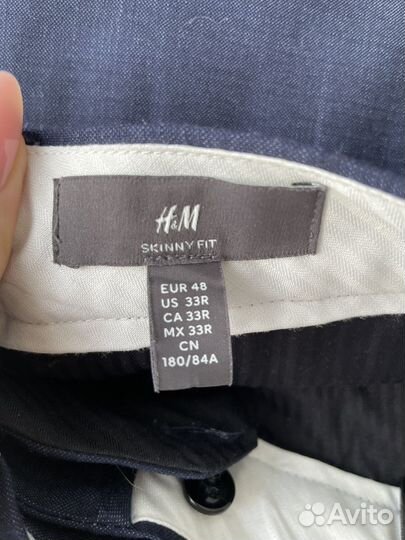 H&M
SKINNY FIT
EUR 48
US 33R
CA 33R
MX 33R
CN
180/84A
Avito